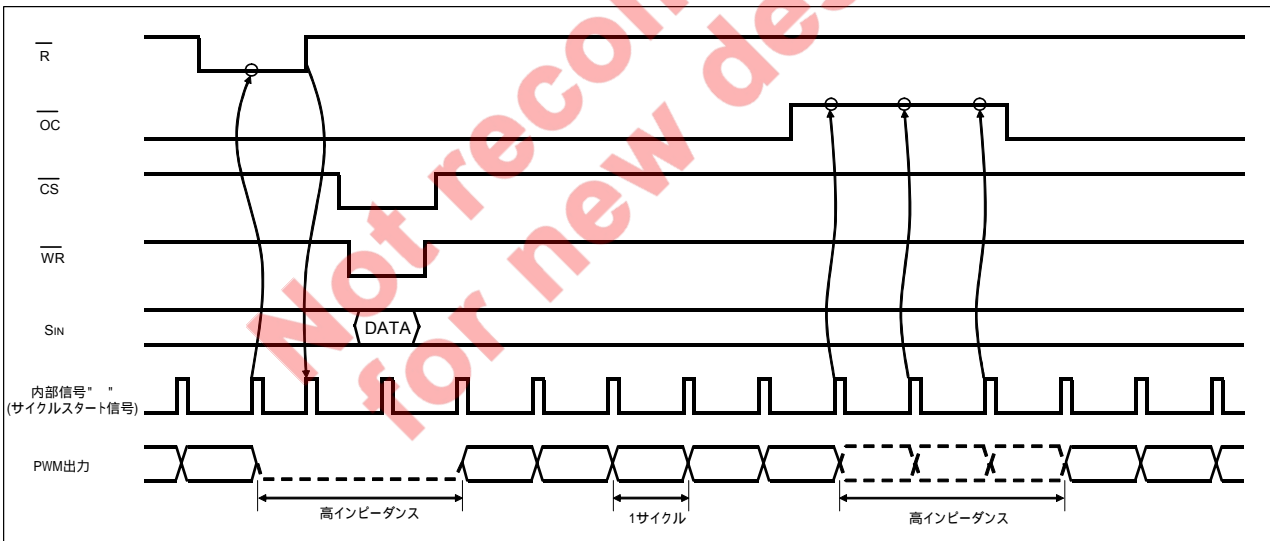 R
OC
CS
WR
SIN
DATA
内部信号" "
(サイクルスタート信号)
PWM出力
高インピーダンス
1サイクル
高インピーダンス
Not recom
for new des